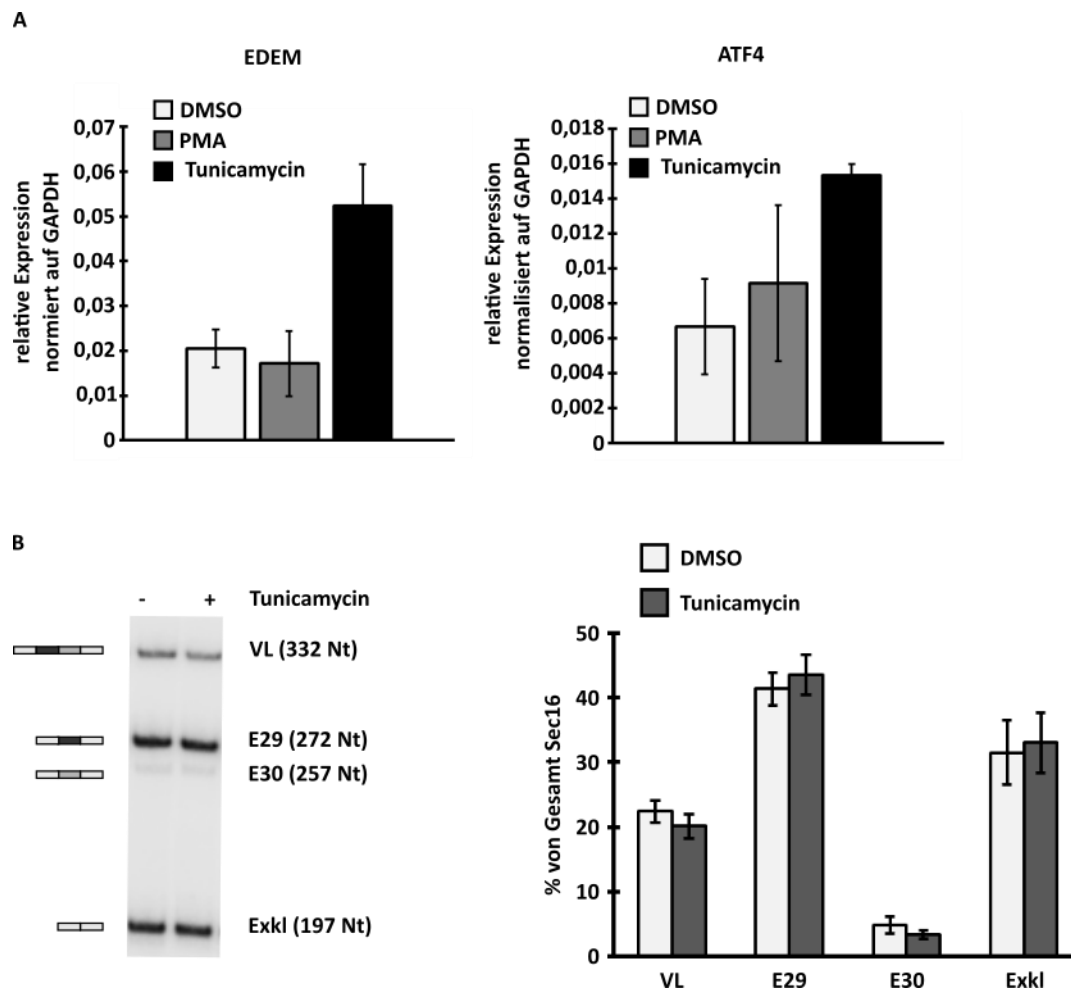 A
EDEM
DMSO
PMA
Tunicamycin
relative Expression
normiert auf GAPDH
0,07
0,06
0,05
0,04
0,03
0,02
0,01
0
ATF4
DMSO
PMA
Tunicamycin
relative Expression
normalisiert auf GAPDH
0,018
0,016
0,014
0,012
0,01
0,008
0,006
0,004
0,002
0
B
- + Tunicamycin
VL (332 Nt)
E29 (272 Nt)
E30 (257 Nt)
Exkl (197 Nt)
DMSO
Tunicamycin
% von Gesamt Sec16
50
40
30
20
10
0
VL E29 E30 Exkl